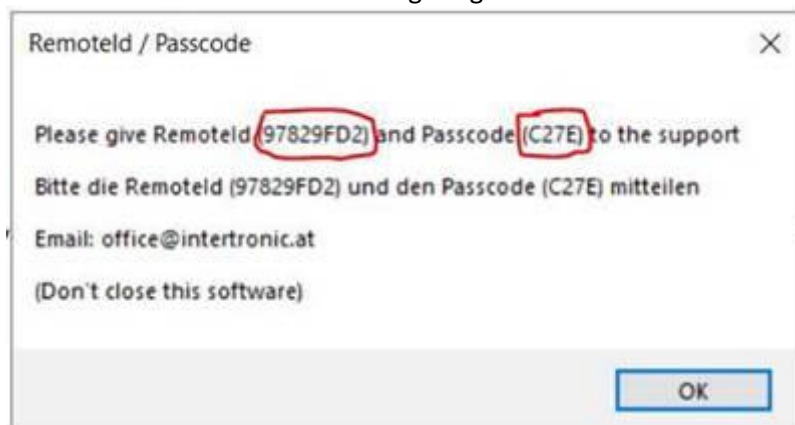 RemoteId / Passcode
Please give RemoteId (97829FD2) and Passcode (C27E) to the support
Bitte die RemoteId (97829FD2) und den Passcode (C27E) mitteilen
Email: office@intertronic.at
(Don't close this software)
OK